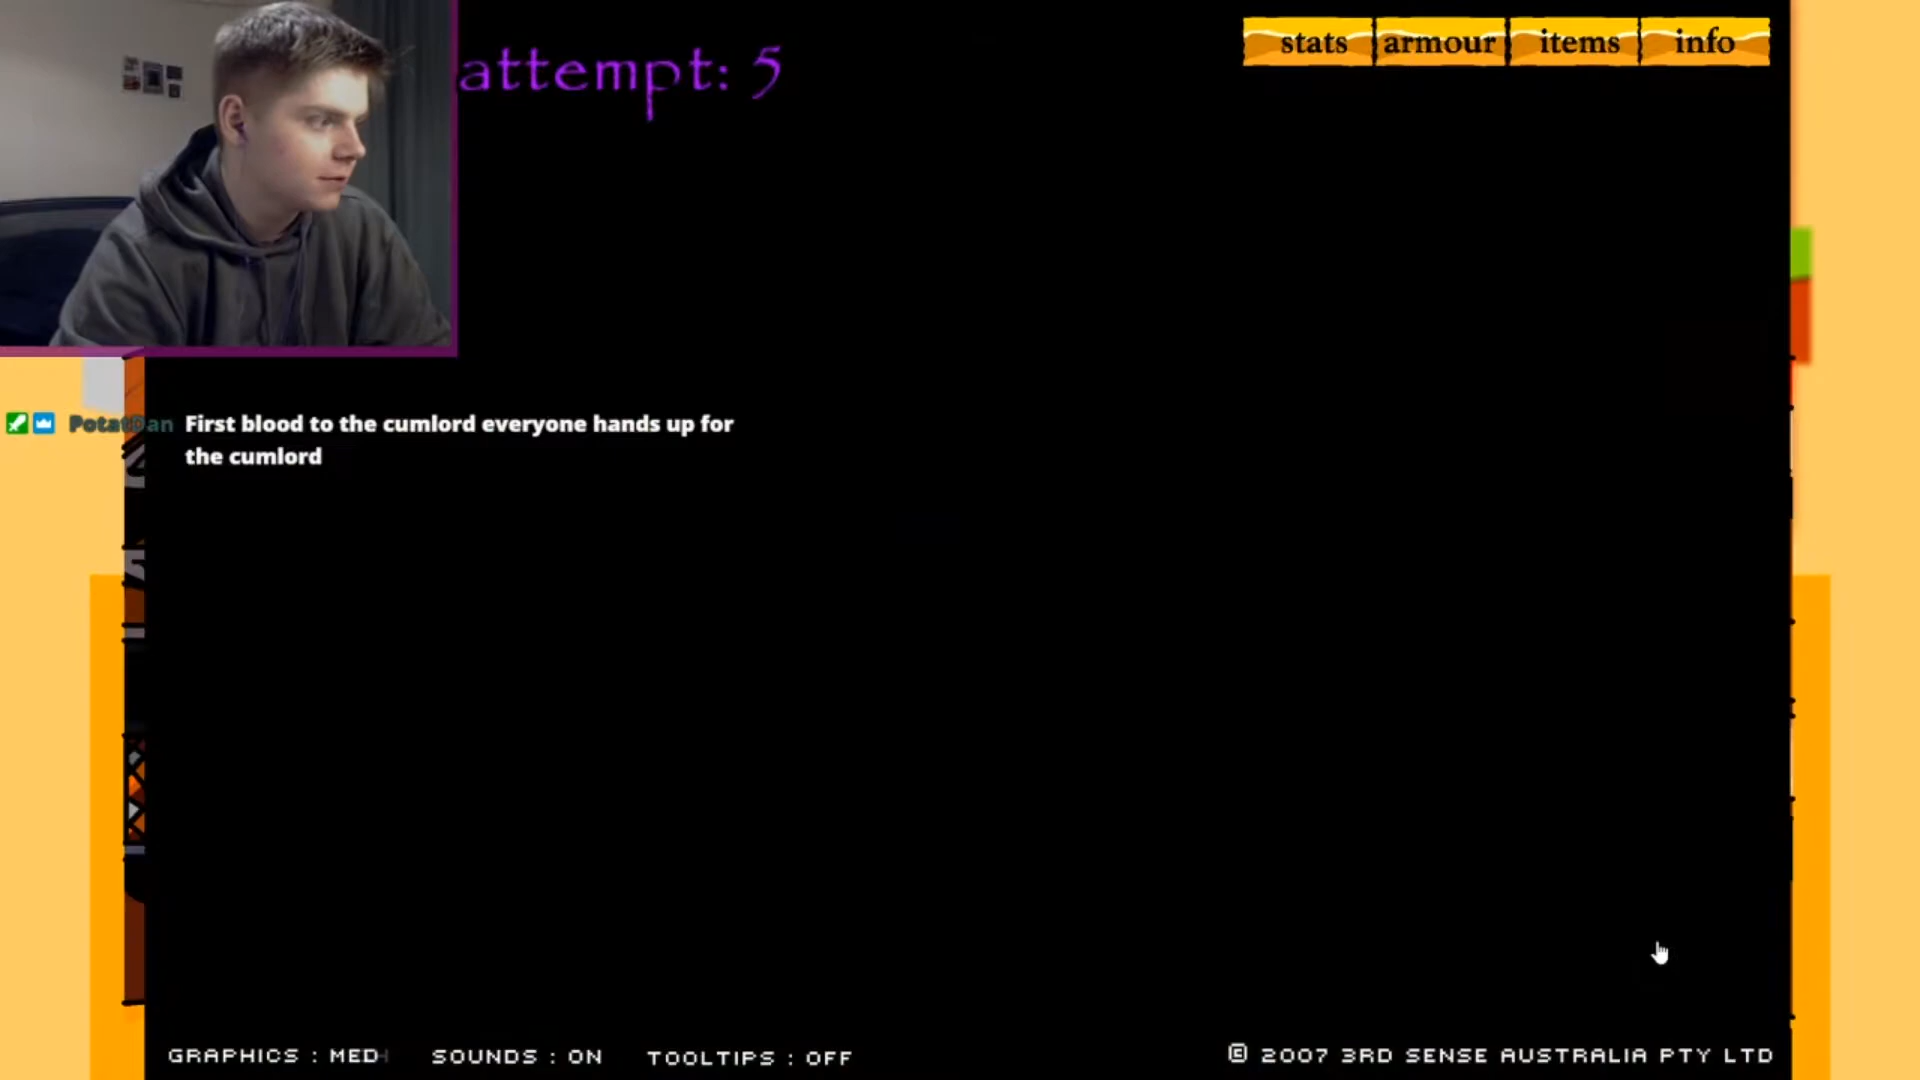 attempt: 5
stats armour items info
PotatDan First blood to the cumlord everyone hands up for
the cumlord
GRAPHICS : MED SOUNDS : ON TOOLTIPS : OFF © 2007 3RD SENSE AUSTRALIA PTY LTD